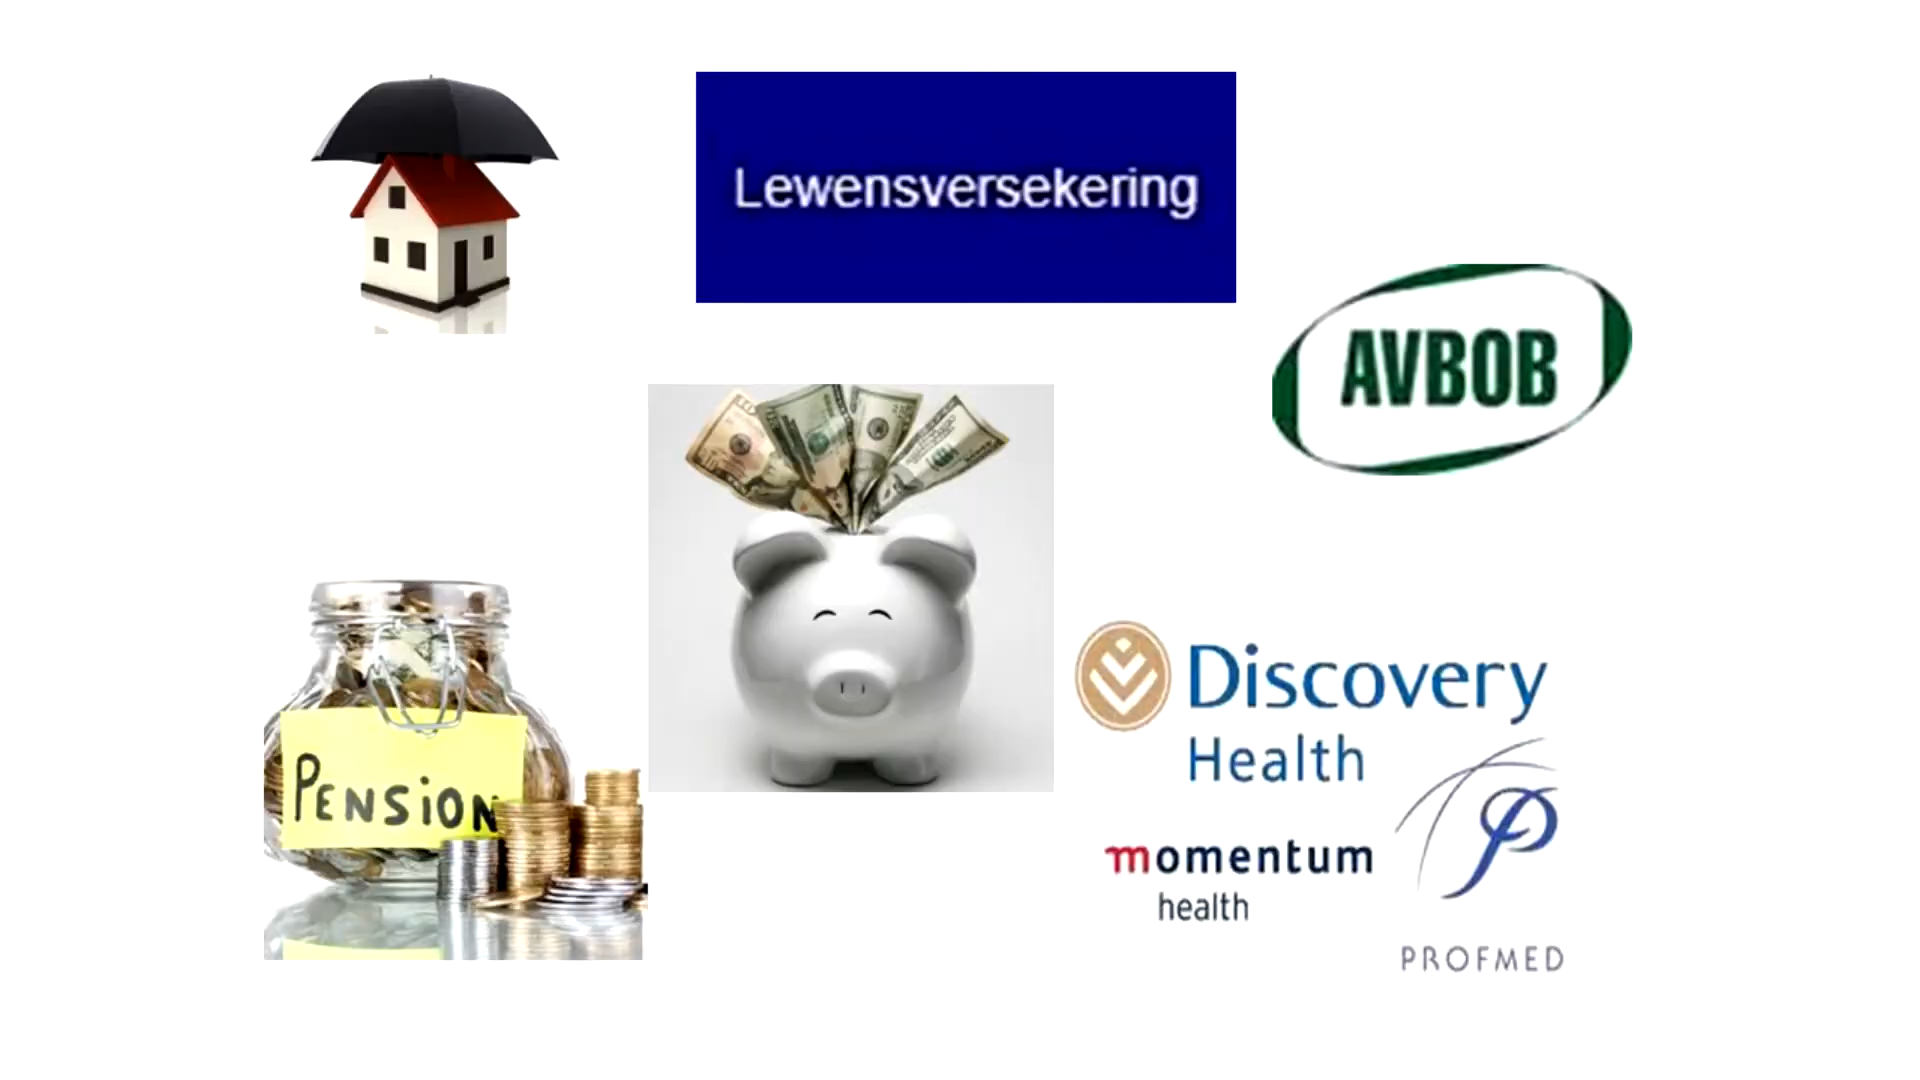 Lewensversekering
AVBOB
PENSiON
Discovery
Health
momentum
health
PROFMED